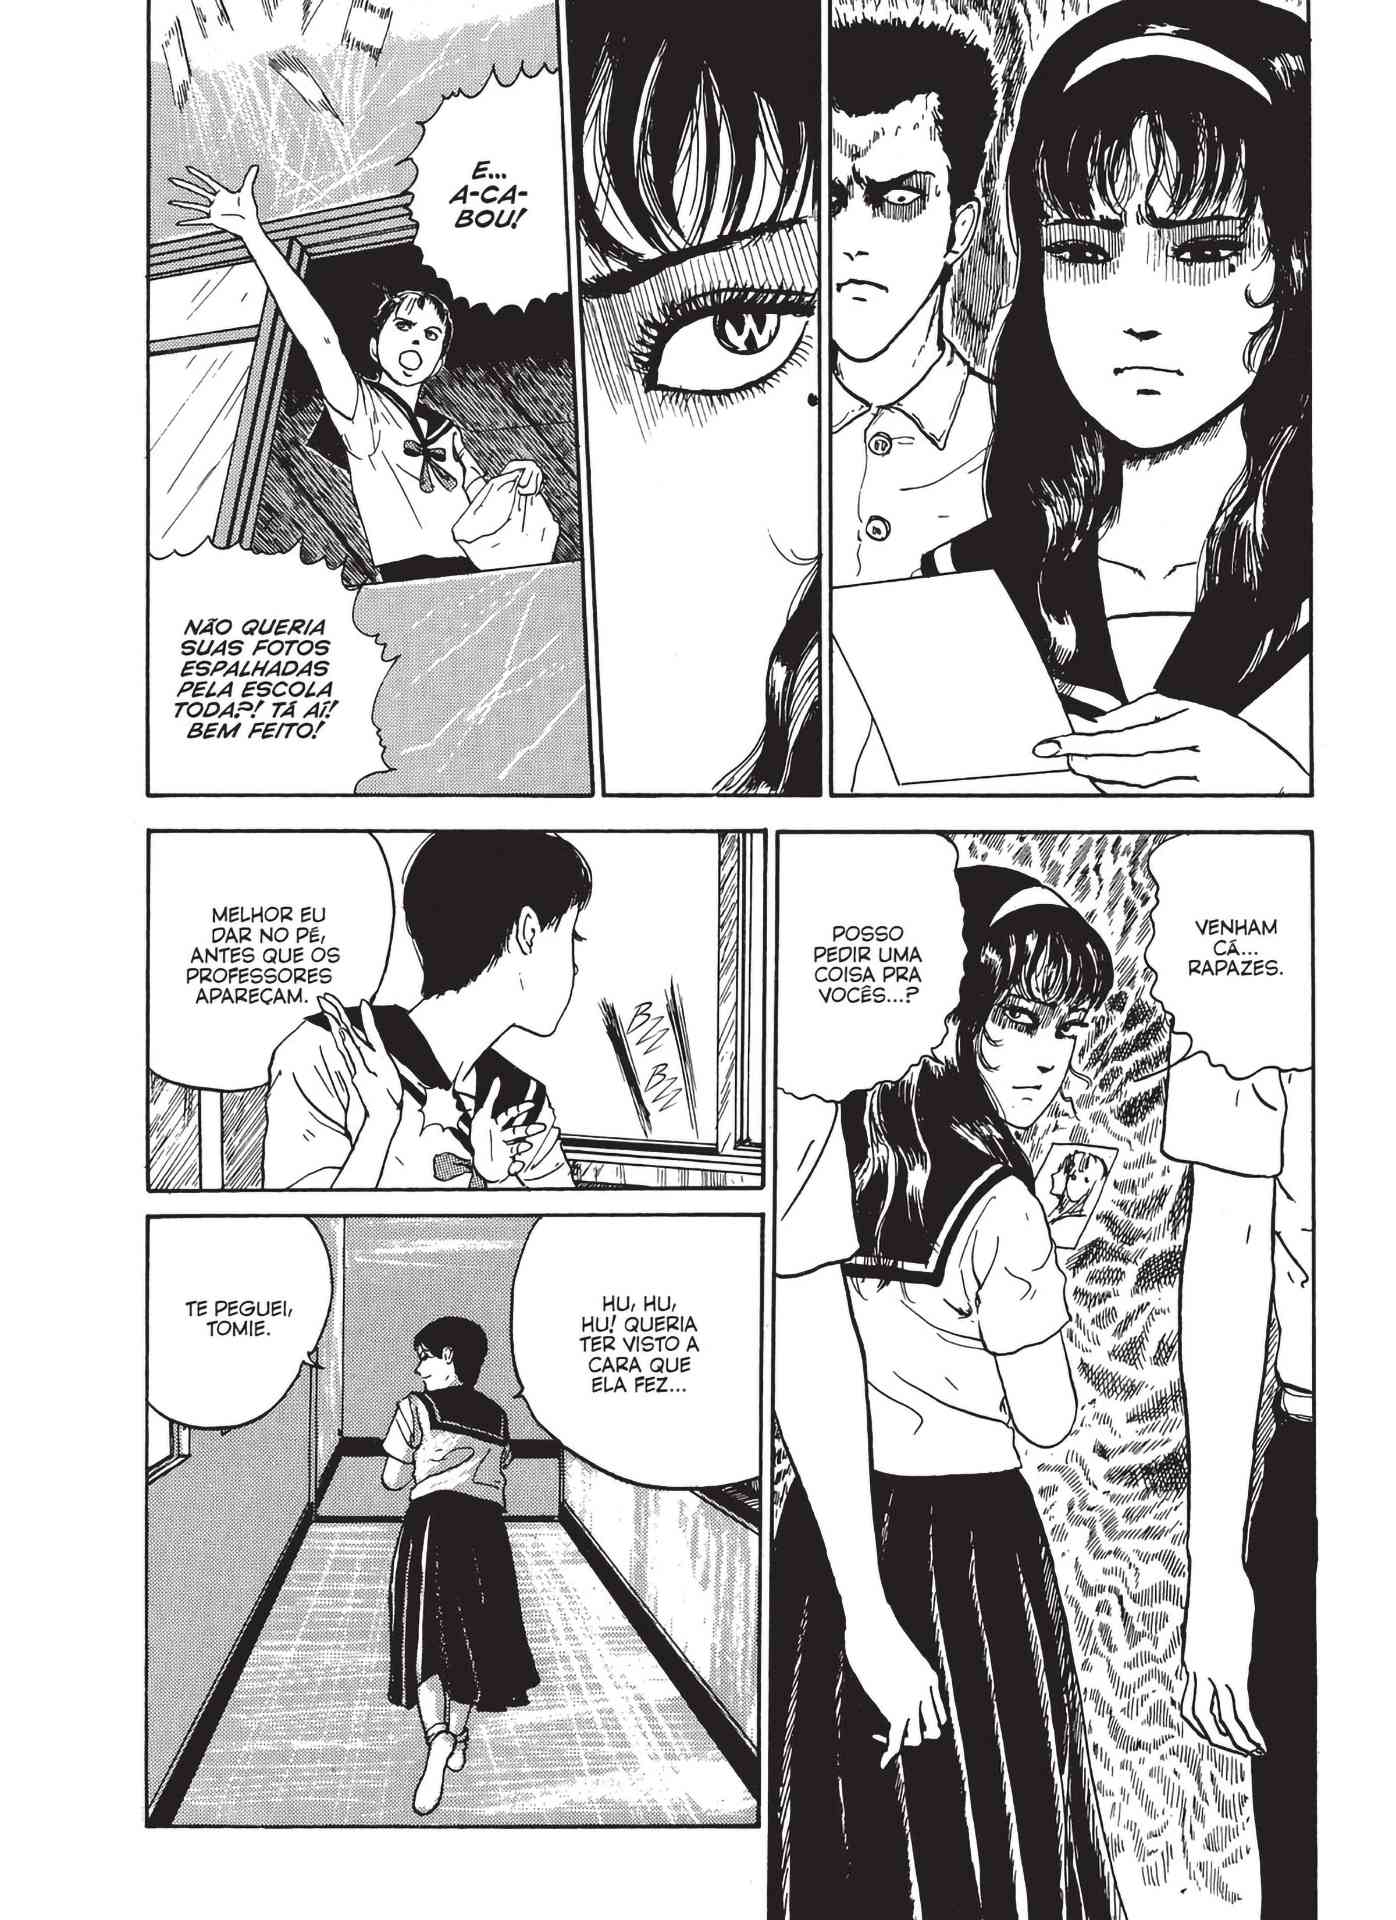 E...
A-CA-
BOU!
NÃO QUERIA
SUAS FOTOS
ESPALHADAS
PELA ESCOLA
TODA?! TÁ AÍ!
BEM FEITO!
VENHAM
CÁ...
RAPAZES.
POSSO
PEDIR UMA
COISA PRA
VOCÊS...?
MELHOR EU
DAR NO PÉ,
ANTES QUE OS
PROFESSORES
APAREÇAM.
HU, HU,
HU! QUERIA
TER VISTO A
CARA QUE
ELA FEZ...
TE PEGUEI,
TOMIE.